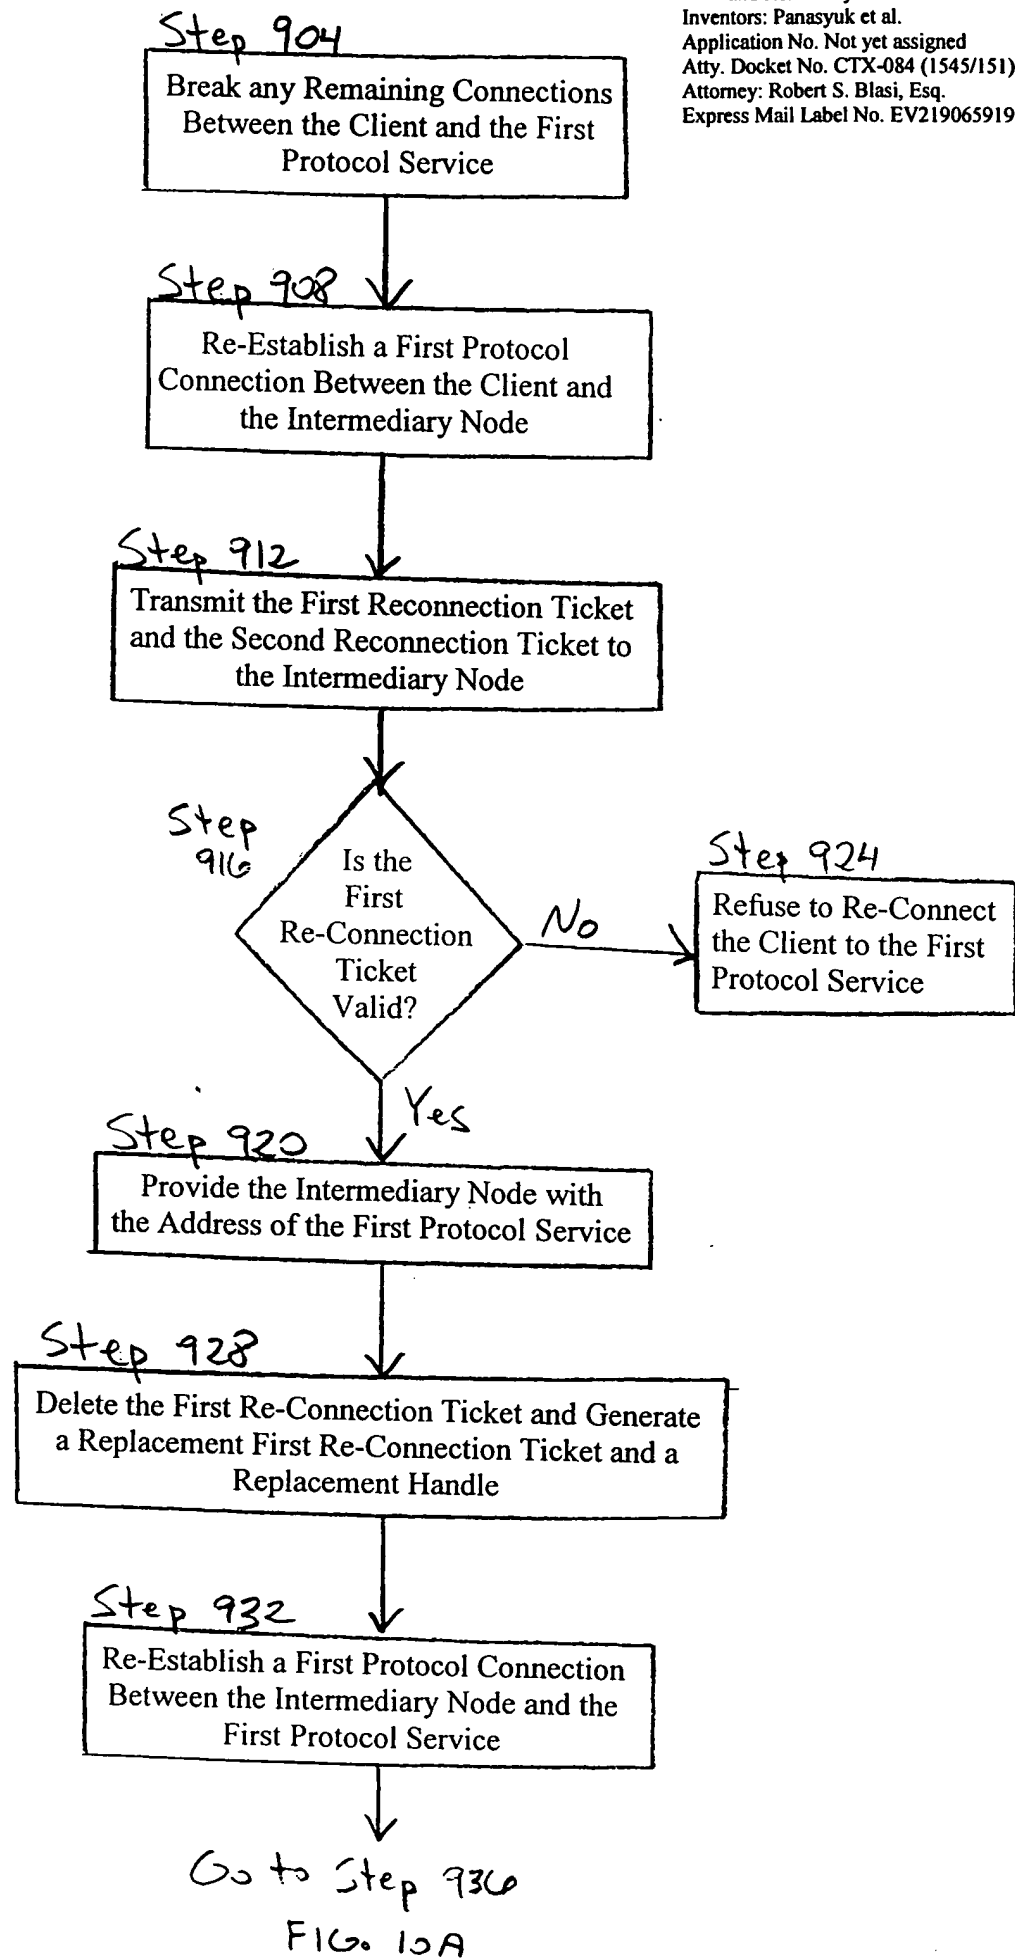 Inventors: Panasyuk et al.
Application No. Not yet assigned
Atty. Docket No. CTX-084 (1545/151)
Attorney: Robert S. Blasi, Esq.
Express Mail Label No. EV219065919
Step 904
Break any Remaining Connections
Between the Client and the First
Protocol Service
Step 908
Re-Establish a First Protocol
Connection Between the Client and
the Intermediary Node
Step 912
Transmit the First Reconnection Ticket
and the Second Reconnection Ticket to
the Intermediary Node
Step
916
Is the
First
Re-Connection
Ticket
Valid?
No
Step 924
Refuse to Re-Connect
the Client to the First
Protocol Service
Yes
Step 920
Provide the Intermediary Node with
the Address of the First Protocol Service
Step 928
Delete the First Re-Connection Ticket and Generate
a Replacement First Re-Connection Ticket and a
Replacement Handle
Step 932
Re-Establish a First Protocol Connection
Between the Intermediary Node and the
First Protocol Service
Go to Step 936
FIG. 10A